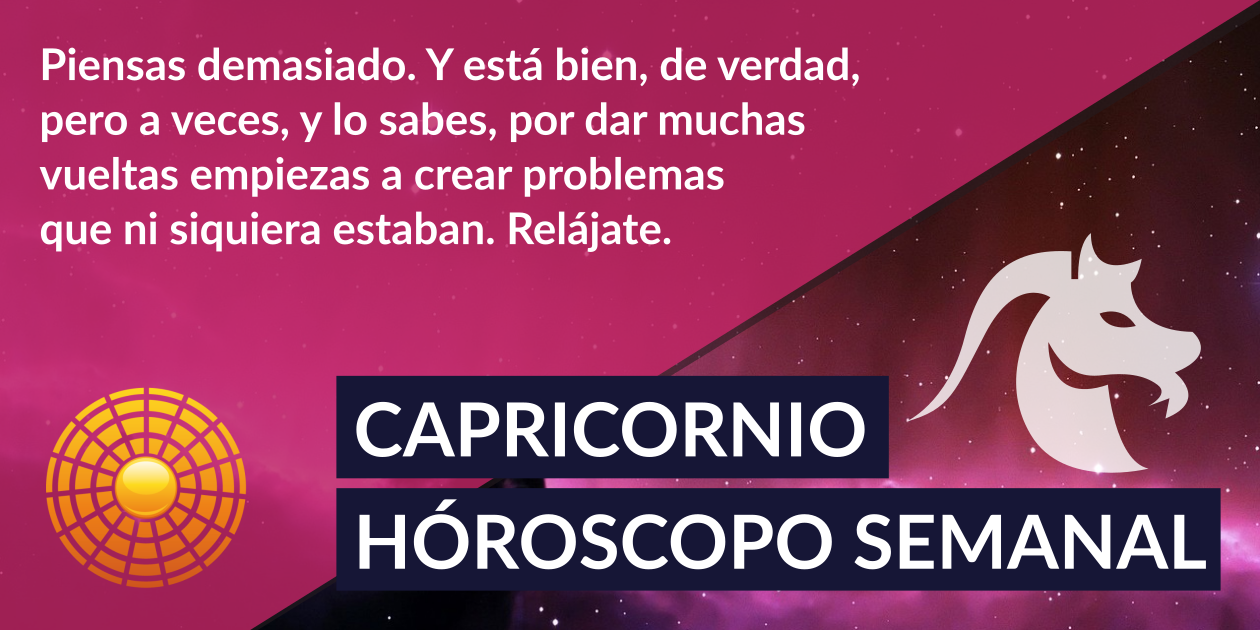 Piensas demasiado. Y está bien, de verdad,
pero a veces, y lo sabes, por dar muchas
vueltas empiezas a crear problemas
que ni siquiera estaban. Relájate.
CAPRICORNIO
HÓROSCOPO SEMANAL